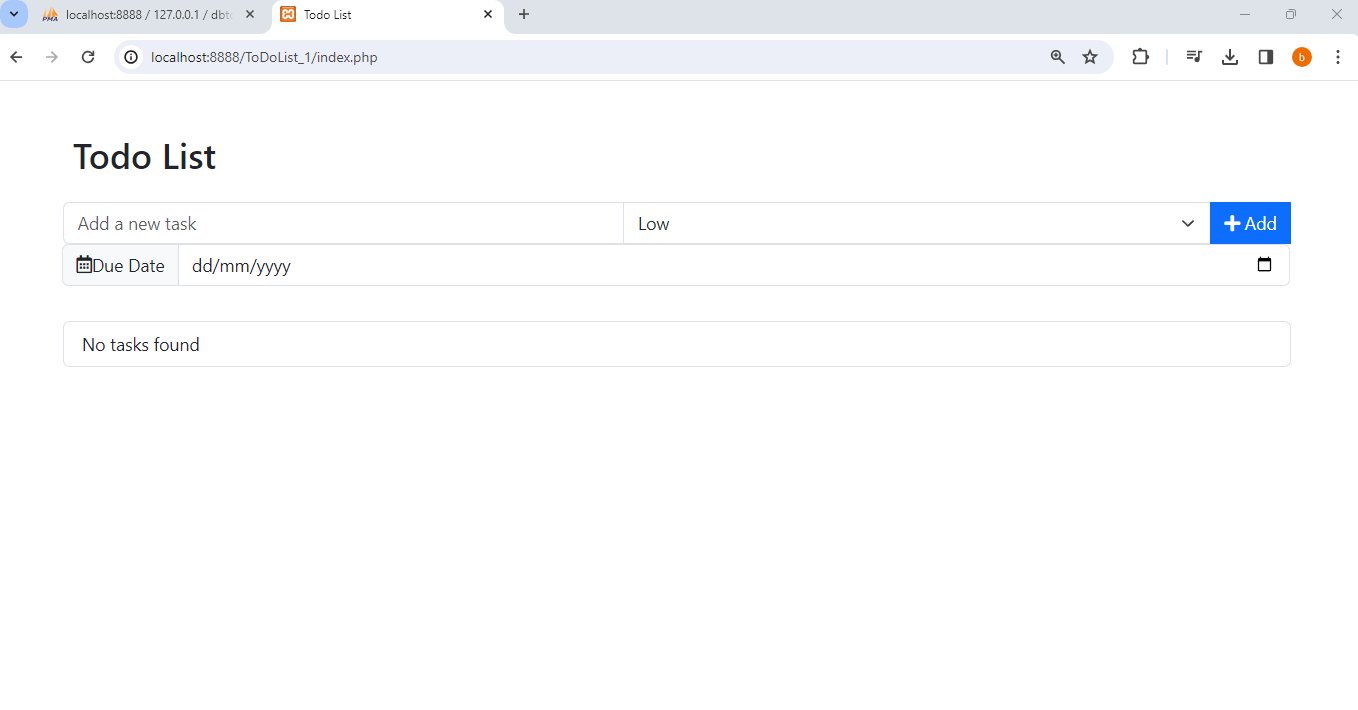 localhost:8888 / 127.0.0.1 / dbt
Todo List
localhost:8888/ToDoList_1/index.php
b
Todo List
Add a new task
Low
Add
Due Date
dd/mm/yyyy
No tasks found